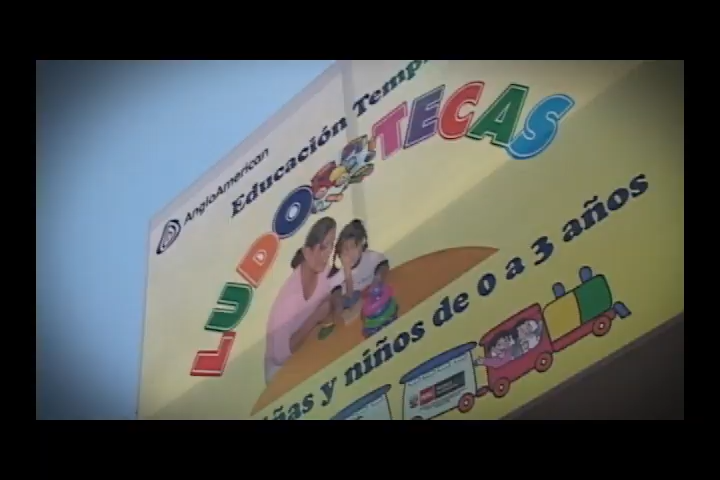 AngloAmerican
Educación Temp
LUDOTECAS
ñas y niños de 0 a 3 años